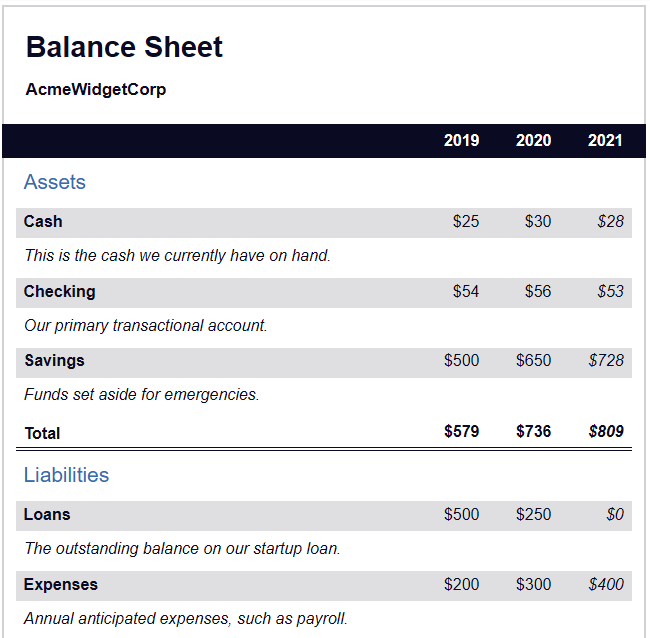 Balance Sheet
AcmeWidgetCorp
2019 2020 2021
Assets
Cash $25 $30 $28
This is the cash we currently have on hand.
Checking $54 $56 $53
Our primary transactional account.
Savings $500 $650 $728
Funds set aside for emergencies.
Total $579 $736 $809
Liabilities
Loans $500 $250 $0
The outstanding balance on our startup loan.
Expenses $200 $300 $400
Annual anticipated expenses, such as payroll.